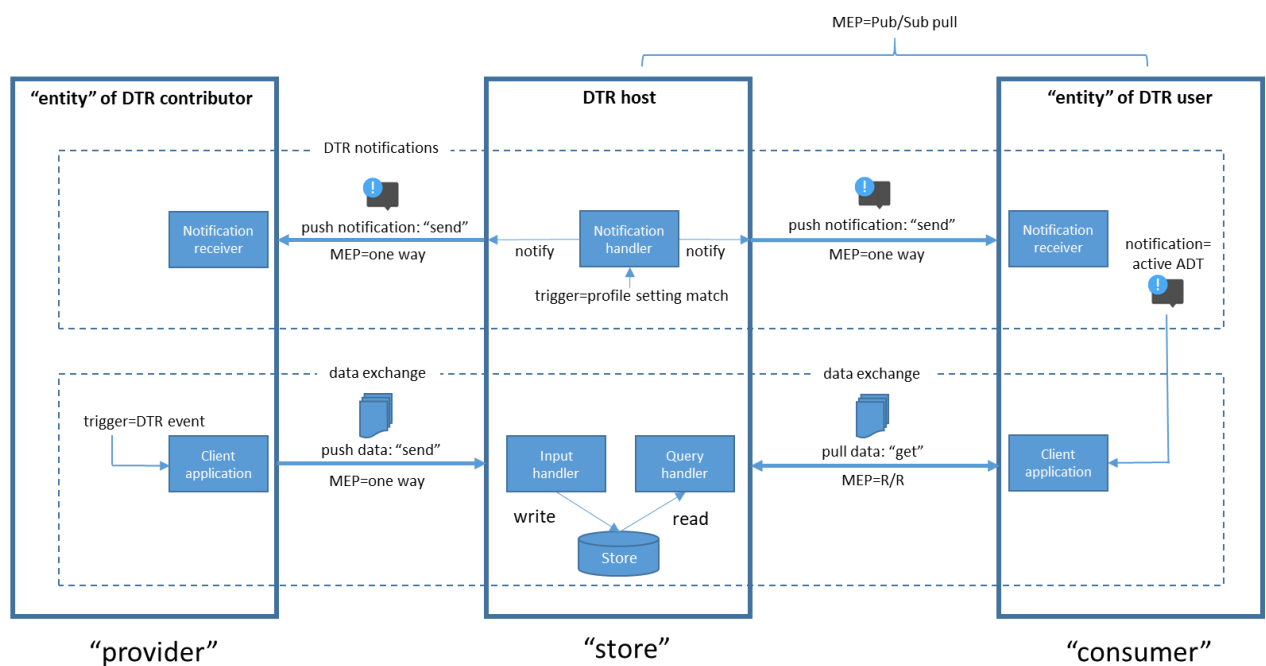 MEP=Pub/Sub pull
“entity” of DTR contributor
DTR host
“entity” of DTR user
DTR notifications
!
!
push notification: “send”
push notification: “send”
Notification
receiver
Notification
handler
Notification
receiver
notify
notify
MEP=one way
MEP=one way
trigger=profile setting match
notification=
active ADT
!
data exchange
data exchange
trigger=DTR event
Client
application
push data: “send”
MEP=one way
Input
handler
Query
handler
pull data: “get”
MEP=R/R
Client
application
write
read
Store
“provider”
“store”
“consumer”